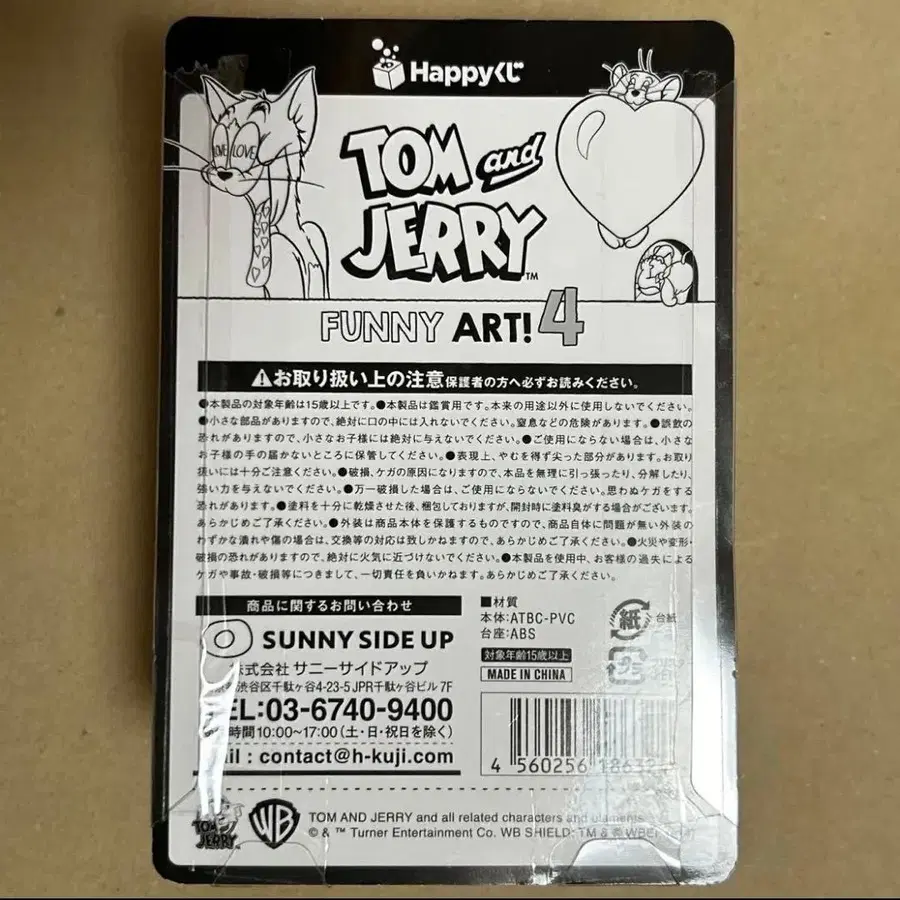 Happyくじ
LOVE LOVE
TOM and
JERRY™
FUNNY ART! 4
⚠お取り扱い上の注意 保護者の方へ必ずお読みください。
●本製品の対象年齢は15歳以上です。●本製品は鑑賞用です。本来の用途以外に使用しないでください。
●小さな部品がありますので、絶対に口の中には入れないでください。窒息などの危険があります。●誤飲の
恐れがありますので、小さなお子様には絶対に与えないでください。●ご使用にならない場合は、小さな
お子様の手の届かないところに保管してください。●表現上、やむを得ず尖った部分があります。お取り
扱いには十分ご注意ください。●破損、ケガの原因になりますので、本品を無理に引っ張ったり、分解したり、
強い力を与えないでください。●万一破損した場合は、ご使用にならないでください。思わぬケガをする
恐れがあります。●塗料を十分に乾燥させた後、梱包しておりますが、開封時に塗料臭がする場合がございます。
あらかじめご了承ください。●外装は商品本体を保護するものですので、商品自体に問題が無い外装の
わずかな潰れや傷の場合は、交換等の対応は致しかねますので、あらかじめご了承ください。●火災や変形・
破損の恐れがありますので、絶対に火気に近づけないでください。●本製品を使用中、お客様の過失による
ケガや事故・破損等につきまして、一切責任を負いかねます。あらかじめご了承ください。
商品に関するお問い合わせ
SUNNY SIDE UP
株式会社 サニーサイドアップ
渋谷区千駄ヶ谷4-23-5 JPR千駄ヶ谷ビル 7F
TEL:03-6740-9400
時間10:00~17:00(土・日・祝日を除く)
mail : contact@h-kuji.com
■材質
本体:ATBC-PVC
台座:ABS
対象年齢15歳以上
MADE IN CHINA
紙 台紙
プラ
4 560256
TOM and JERRY
WB
TOM AND JERRY and all related characters and elements
© & ™ Turner Entertainment Co. WB SHIELD: TM & ©